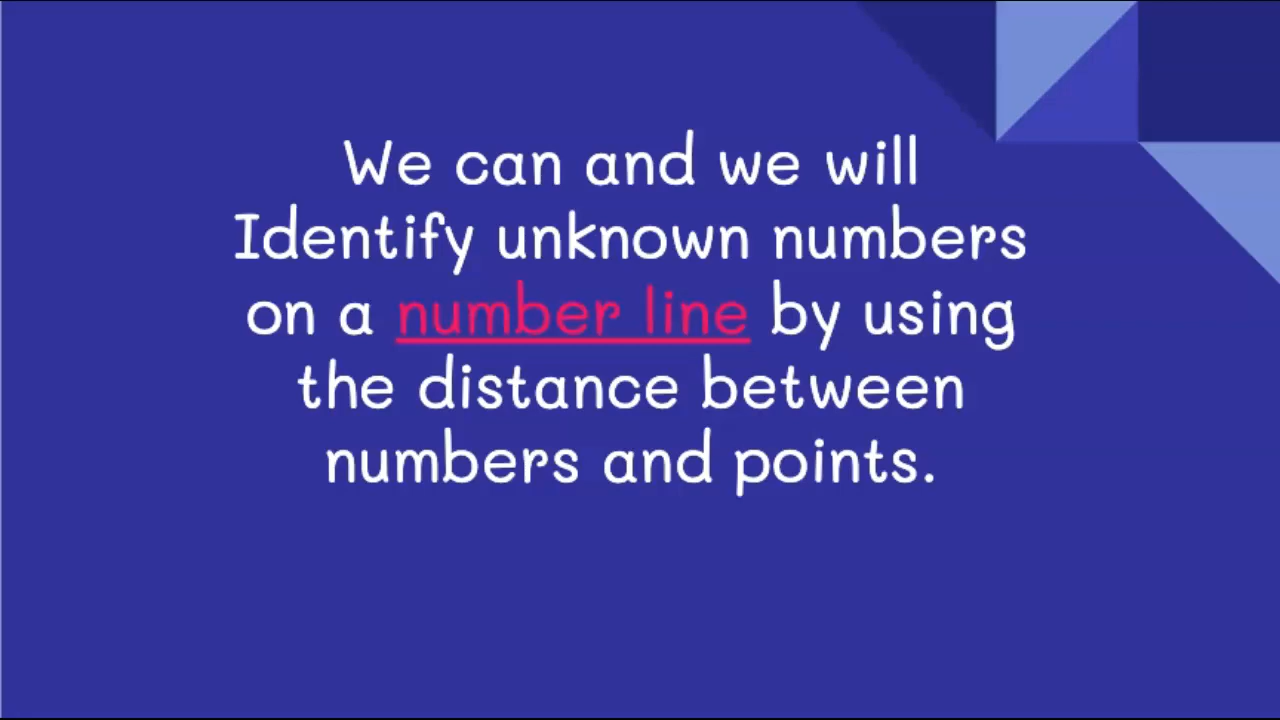 We can and we will
Identify unknown numbers
on a number line by using
the distance between
numbers and points.